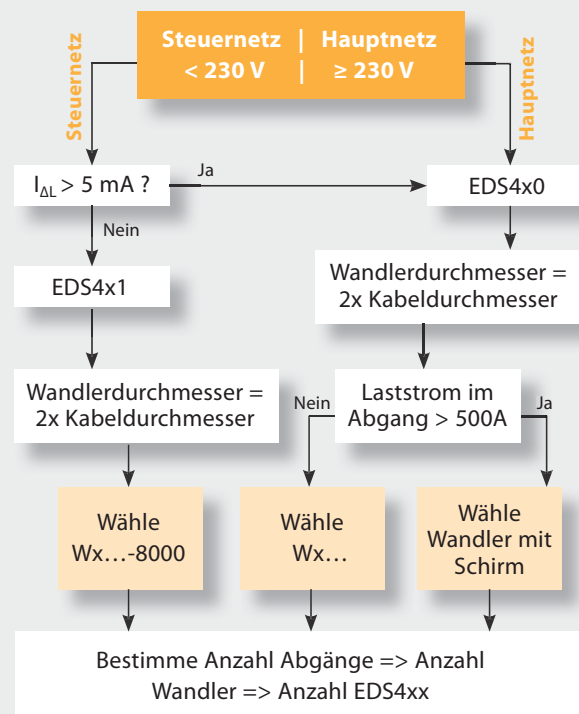 Steuernetz | Hauptnetz
< 230 V | ≥ 230 V
Steuernetz
Hauptnetz
I∆L > 5 mA ?
Ja
EDS4x0
Nein
EDS4x1
Wandlerdurchmesser =
2x Kabeldurchmesser
Wandlerdurchmesser =
2x Kabeldurchmesser
Nein
Laststrom im
Abgang > 500A
Ja
Wähle
Wx…-8000
Wähle
Wx…
Wähle
Wandler mit
Schirm
Bestimme Anzahl Abgänge => Anzahl
Wandler => Anzahl EDS4xx